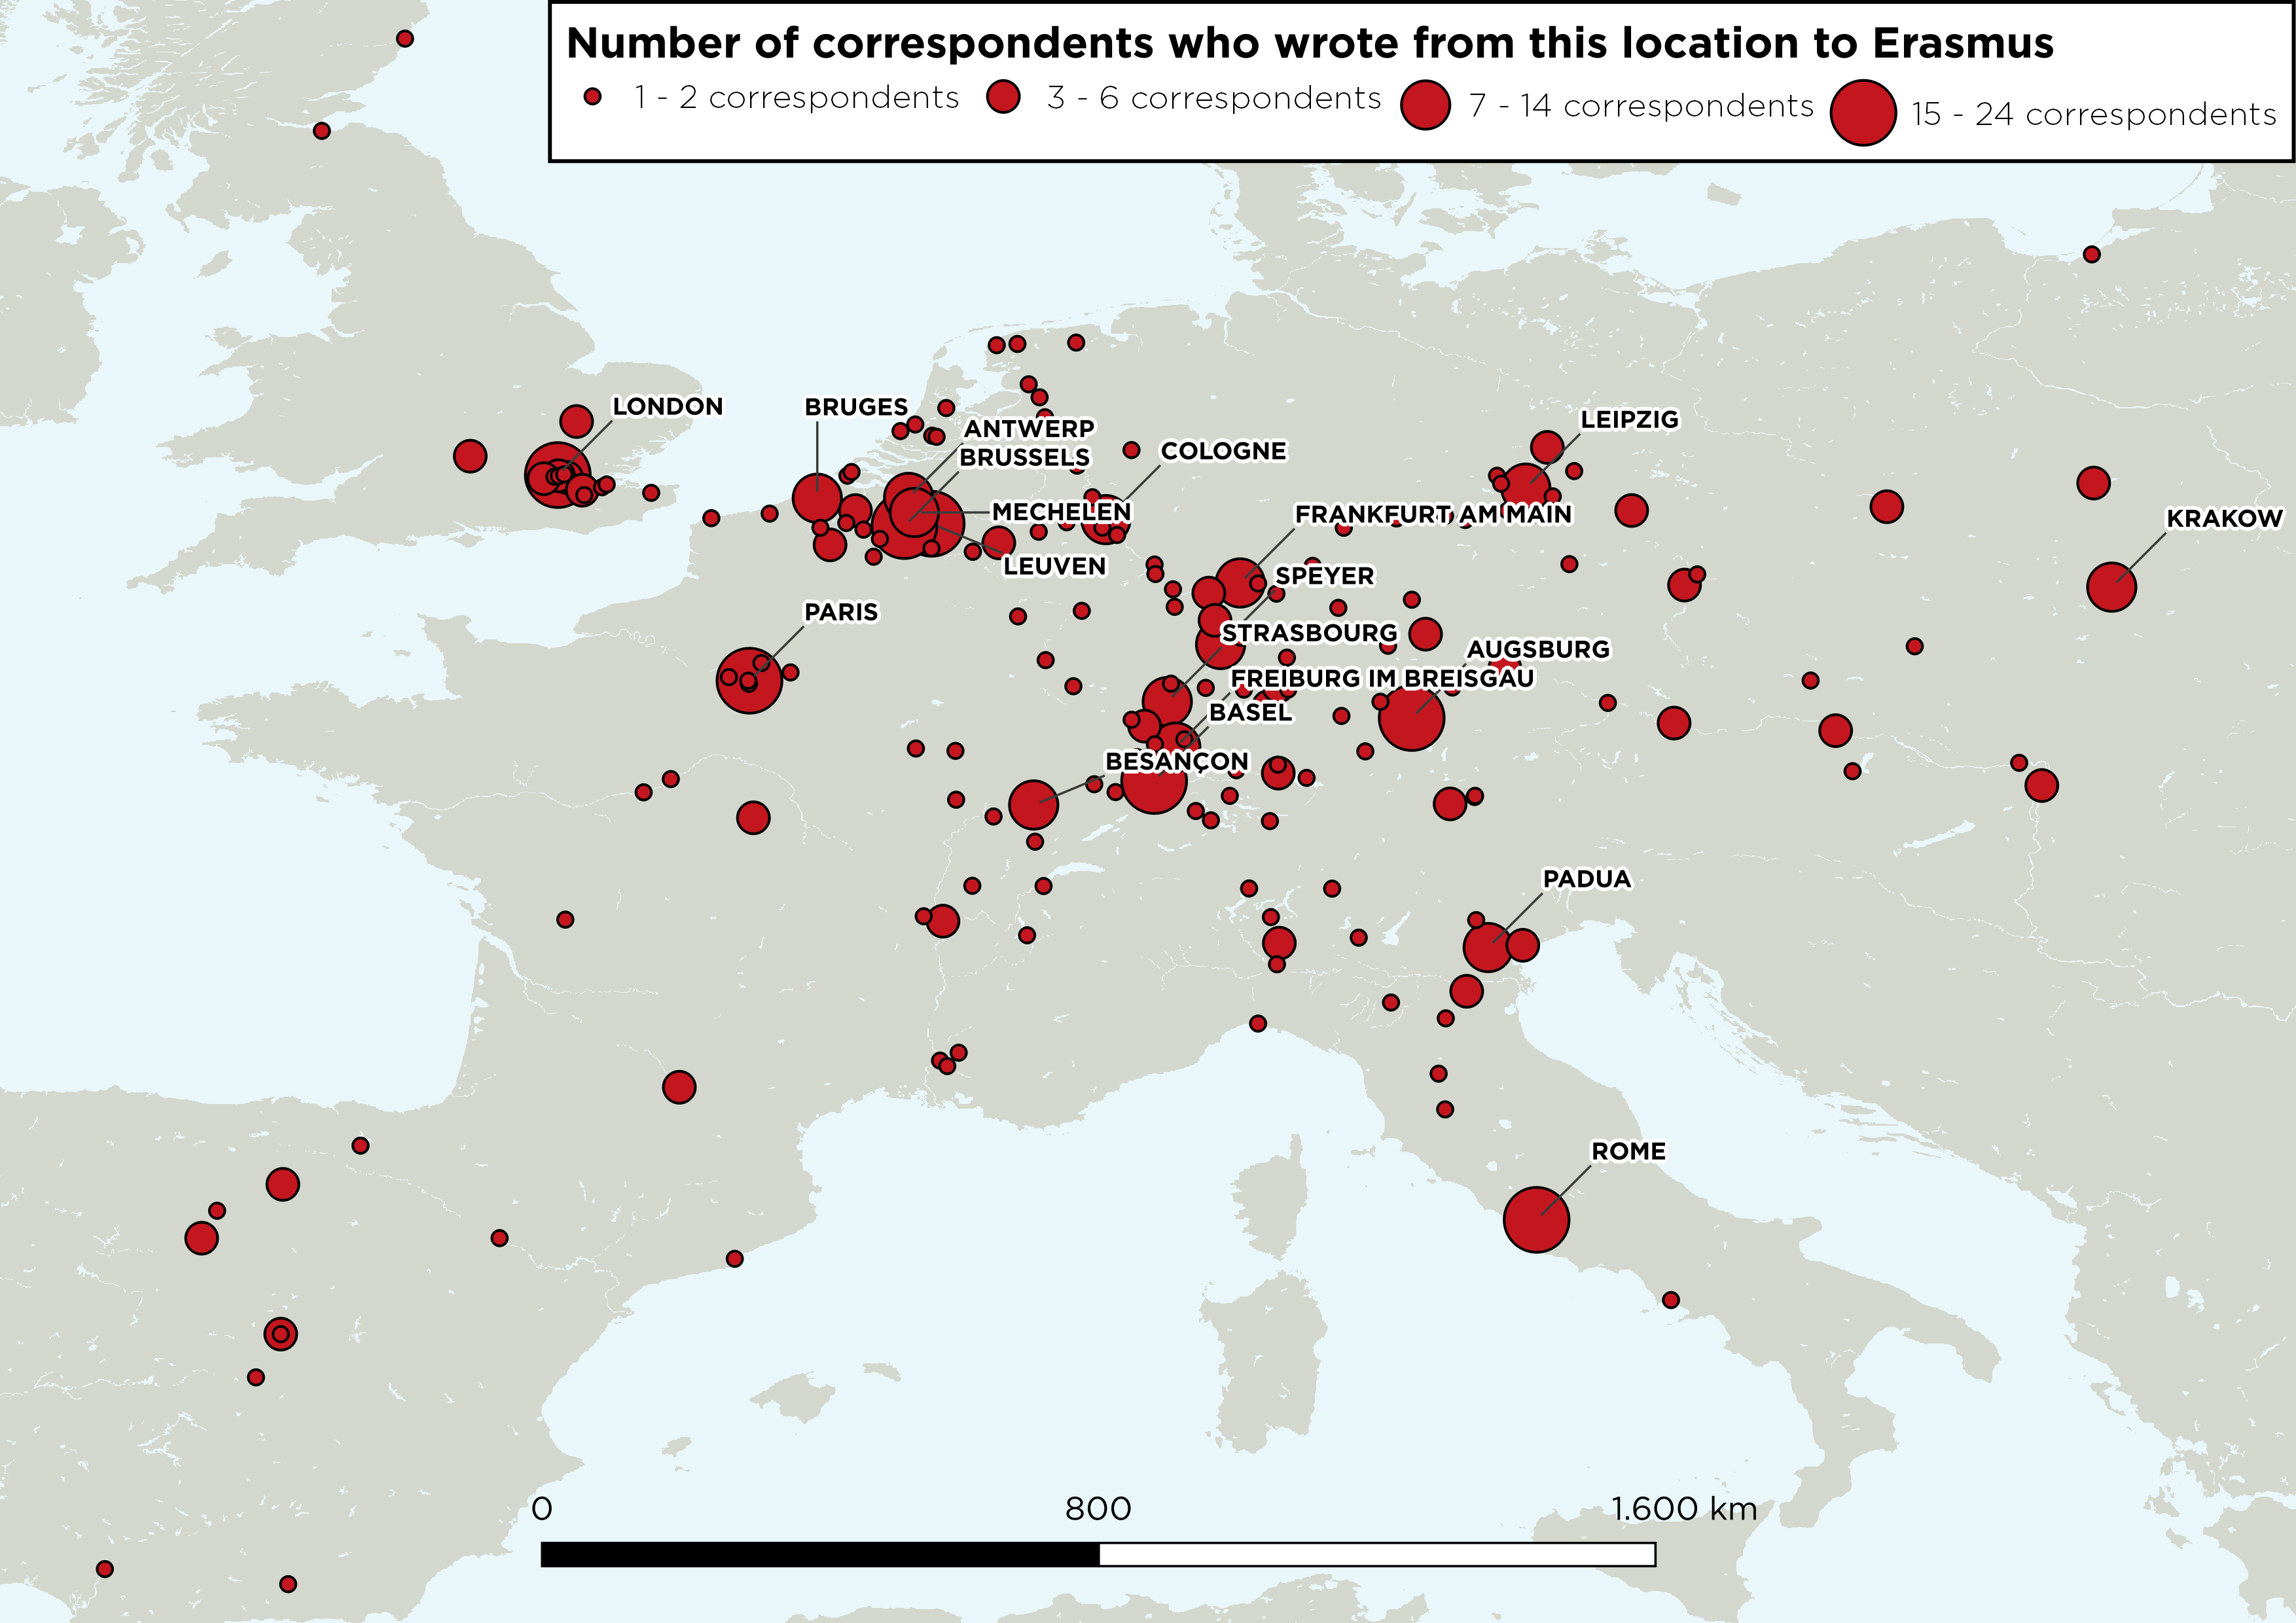 Number of correspondents who wrote from this location to Erasmus
1 - 2 correspondents 3 - 6 correspondents 7 - 14 correspondents 15 - 24 correspondents
LONDON
BRUGES
LEIPZIG
ANTWERP
COLOGNE
BRUSSELS
MECHELEN
FRANKFURT AM MAIN
KRAKOW
LEUVEN
SPEYER
PARIS
STRASBOURG
AUGSBURG
FREIBURG IM BREISGAU
BASEL
BESANÇON
PADUA
ROME
0 800 1.600 km